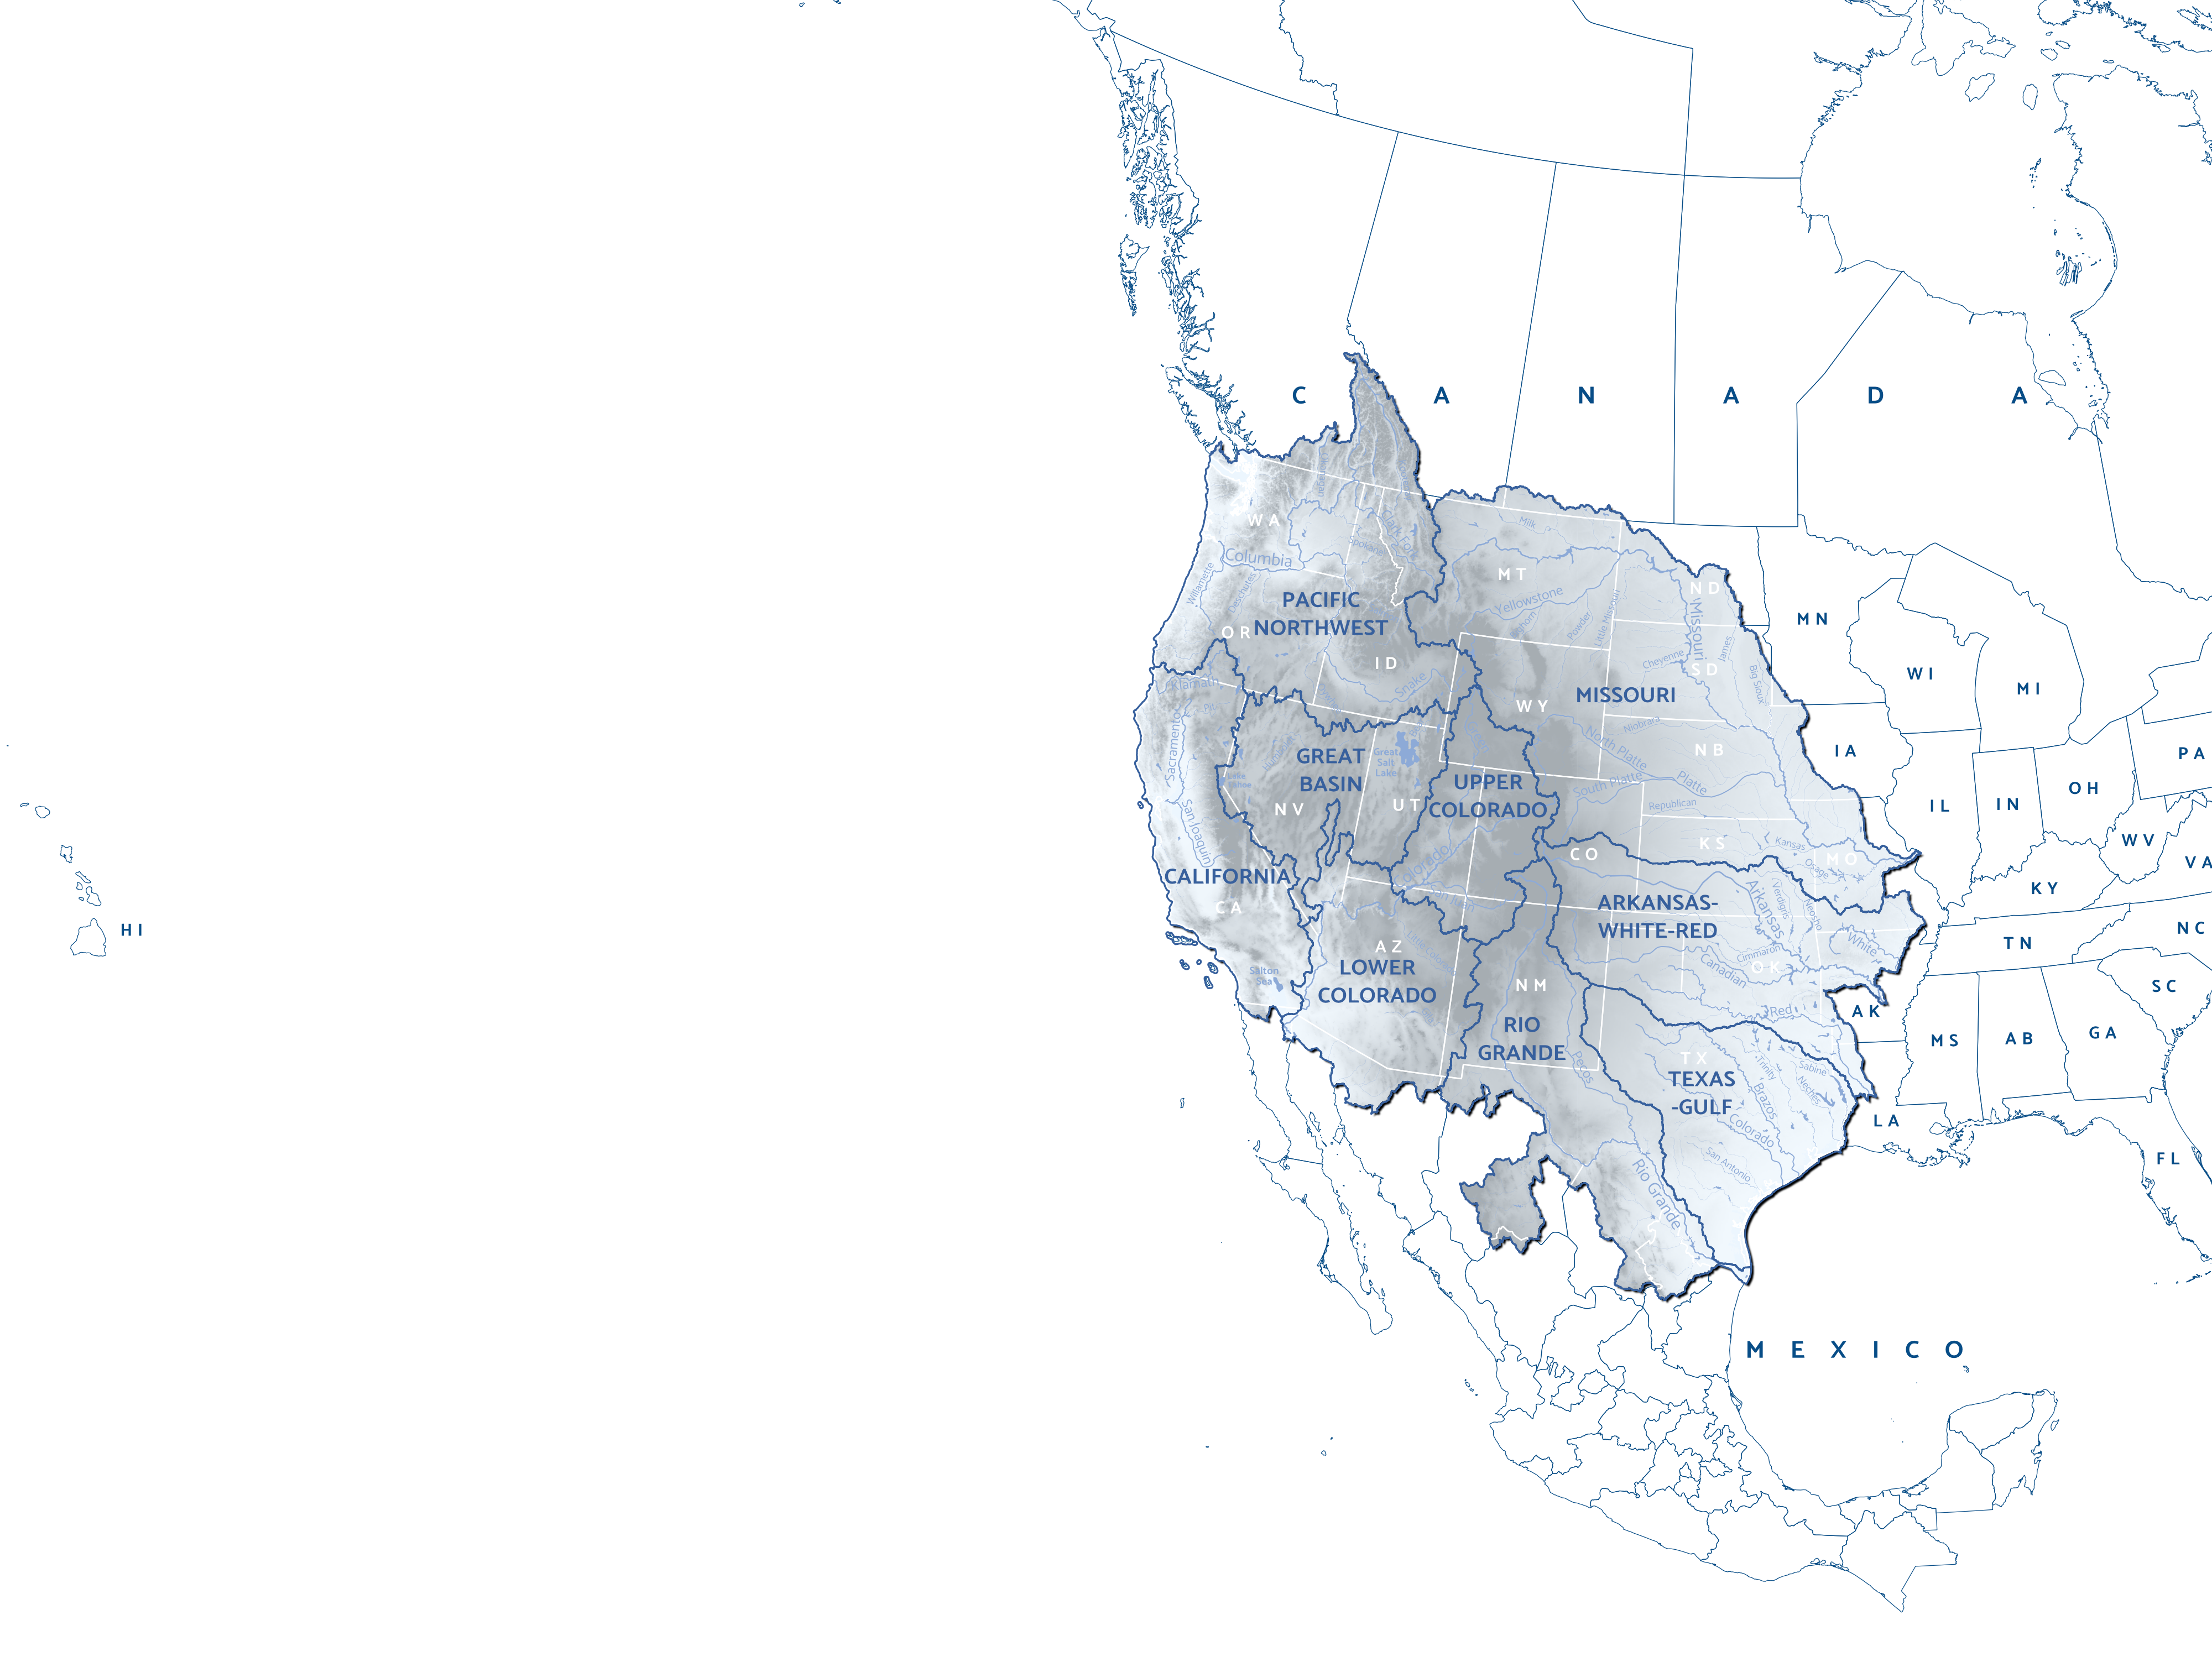 C A N A D A
WA
Columbia
Spokane
Clark Fork
Willamette
Deschutes
PACIFIC
NORTHWEST
OR
ID
Snake
Milk
MT
Yellowstone
Bighorn
Powder
Little Missouri
ND
Missouri
James
Cheyenne
SD
Big Sioux
MISSOURI
WY
Niobrara
North Platte
NB
South Platte
Platte
Republican
MN
WI
MI
IA
PA
IL
IN
OH
WV
VA
KY
Klamath
Pit
Sacramento
San Joaquin
GREAT
BASIN
Great
Salt
Lake
Lake
Tahoe
NV
UT
UPPER
COLORADO
Colorado
San Juan
CO
KS
Kansas
Osage
MO
CALIFORNIA
CA
Salton
Sea
AZ
LOWER
COLORADO
ARKANSAS-
WHITE-RED
Arkansas
Verdigris
Neosho
White
Cimmaron
Canadian
OK
Red
NM
RIO
GRANDE
Pecos
Rio Grande
TX
TEXAS
-GULF
Trinity
Sabine
Neches
Brazos
Colorado
San Antonio
HI
TN
NC
SC
AK
MS
AB
GA
LA
FL
M E X I C O